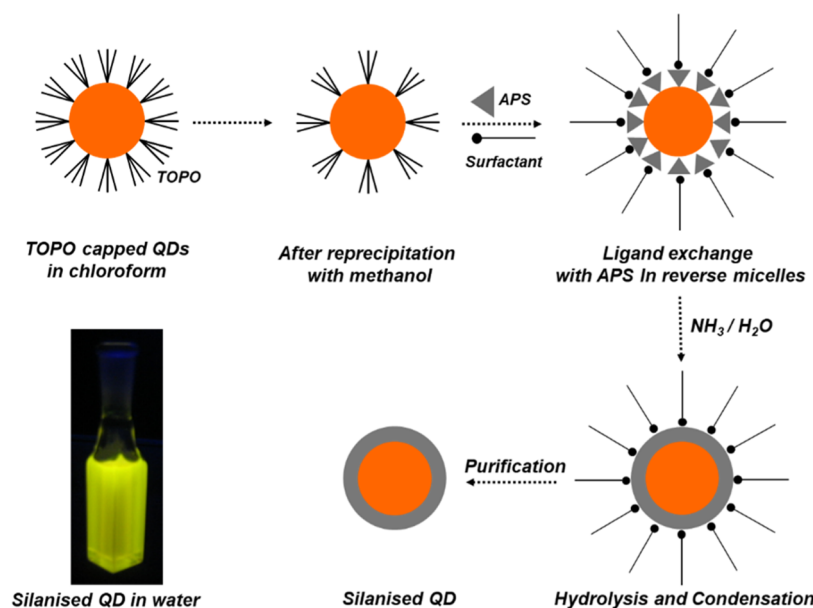 TOPO
APS
Surfactant
TOPO capped QDs
in chloroform
After reprecipitation
with methanol
Ligand exchange
with APS In reverse micelles
NH₃ / H₂O
Purification
Silanised QD in water
Silanised QD
Hydrolysis and Condensation